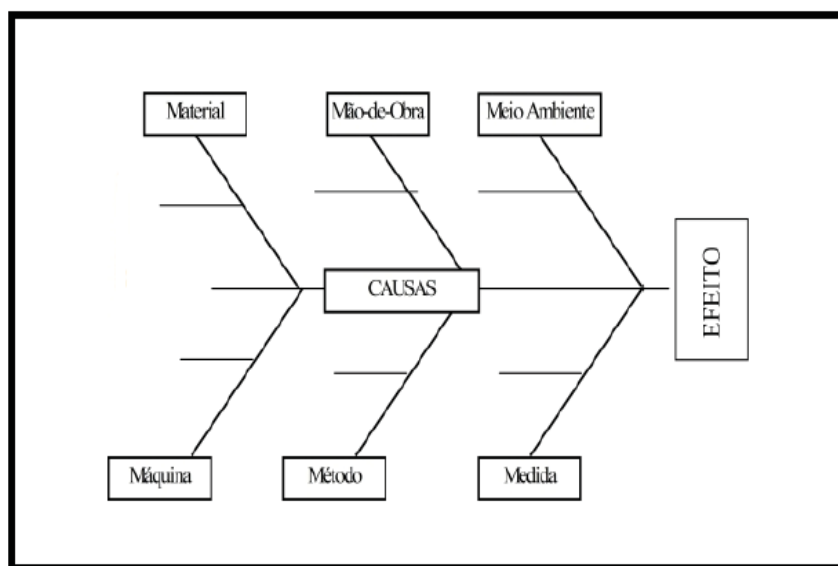 Material
Mão-de-Obra
Meio Ambiente
CAUSAS
EFEITO
Máquina
Método
Medida